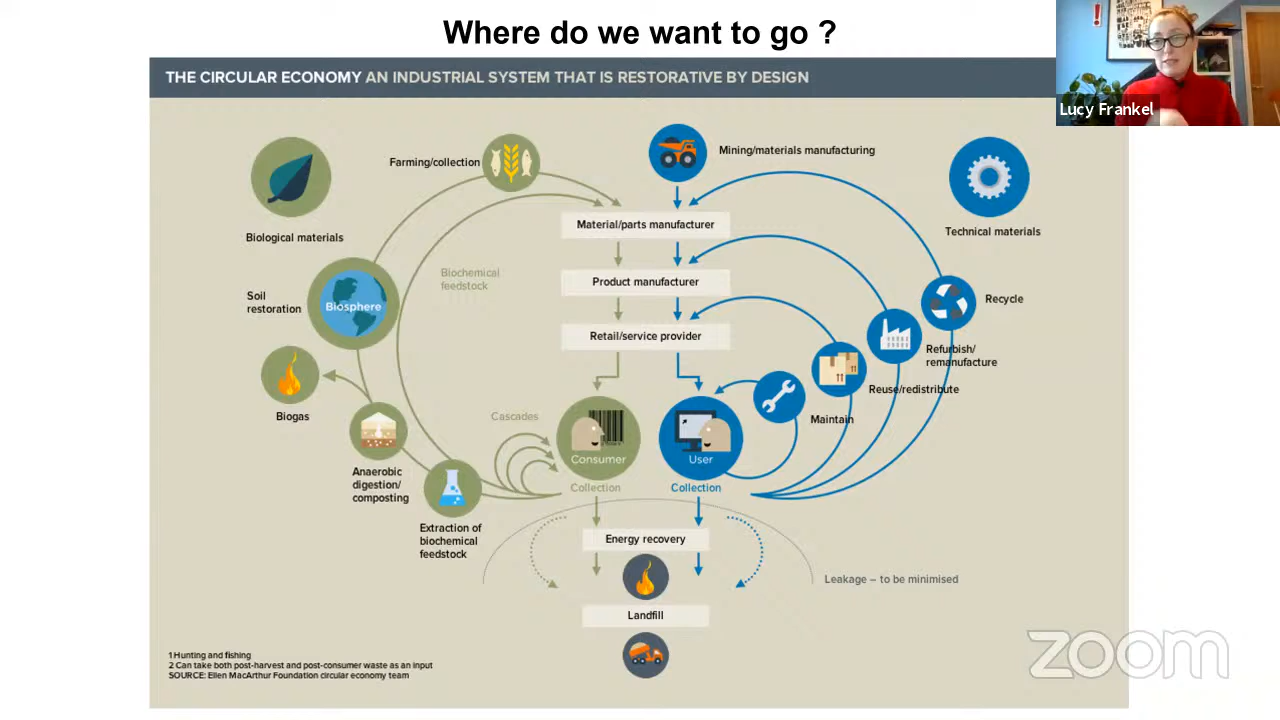 Where do we want to go ?
Lucy Frankel
THE CIRCULAR ECONOMY AN INDUSTRIAL SYSTEM THAT IS RESTORATIVE BY DESIGN
Farming/collection
Mining/materials manufacturing
Biological materials
Technical materials
Material/parts manufacturer
Biochemical
feedstock
Product manufacturer
Soil
restoration
Biosphere
Recycle
Retail/service provider
Refurbish/
remanufacture
Reuse/redistribute
Biogas
Cascades
Maintain
Consumer
User
Anaerobic
digestion/
composting
Collection
Collection
Extraction of
biochemical
feedstock
Energy recovery
Leakage – to be minimised
Landfill
1 Hunting and fishing
2 Can take both post-harvest and post-consumer waste as an input
SOURCE: Ellen MacArthur Foundation circular economy team
zoom